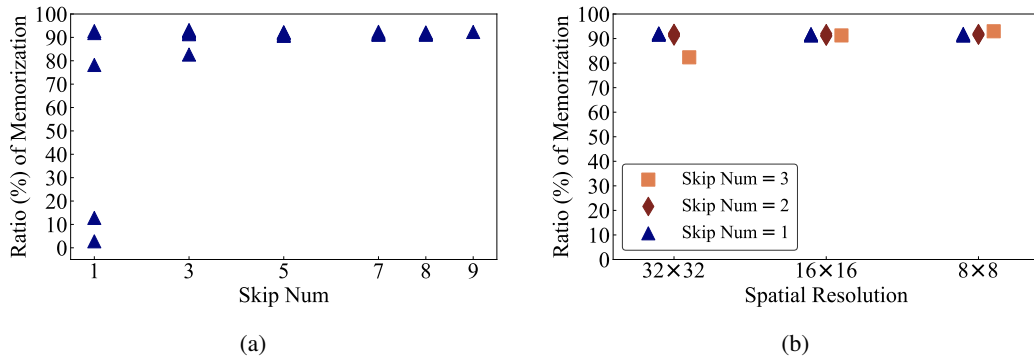 100
90
80
70
60
50
40
30
20
10
0
Ratio (%) of Memorization
1 3 5 7 8 9
Skip Num
(a)
100
90
80
70
60
50
40
30
20
10
0
Ratio (%) of Memorization
Skip Num = 3
Skip Num = 2
Skip Num = 1
32×32 16×16 8×8
Spatial Resolution
(b)